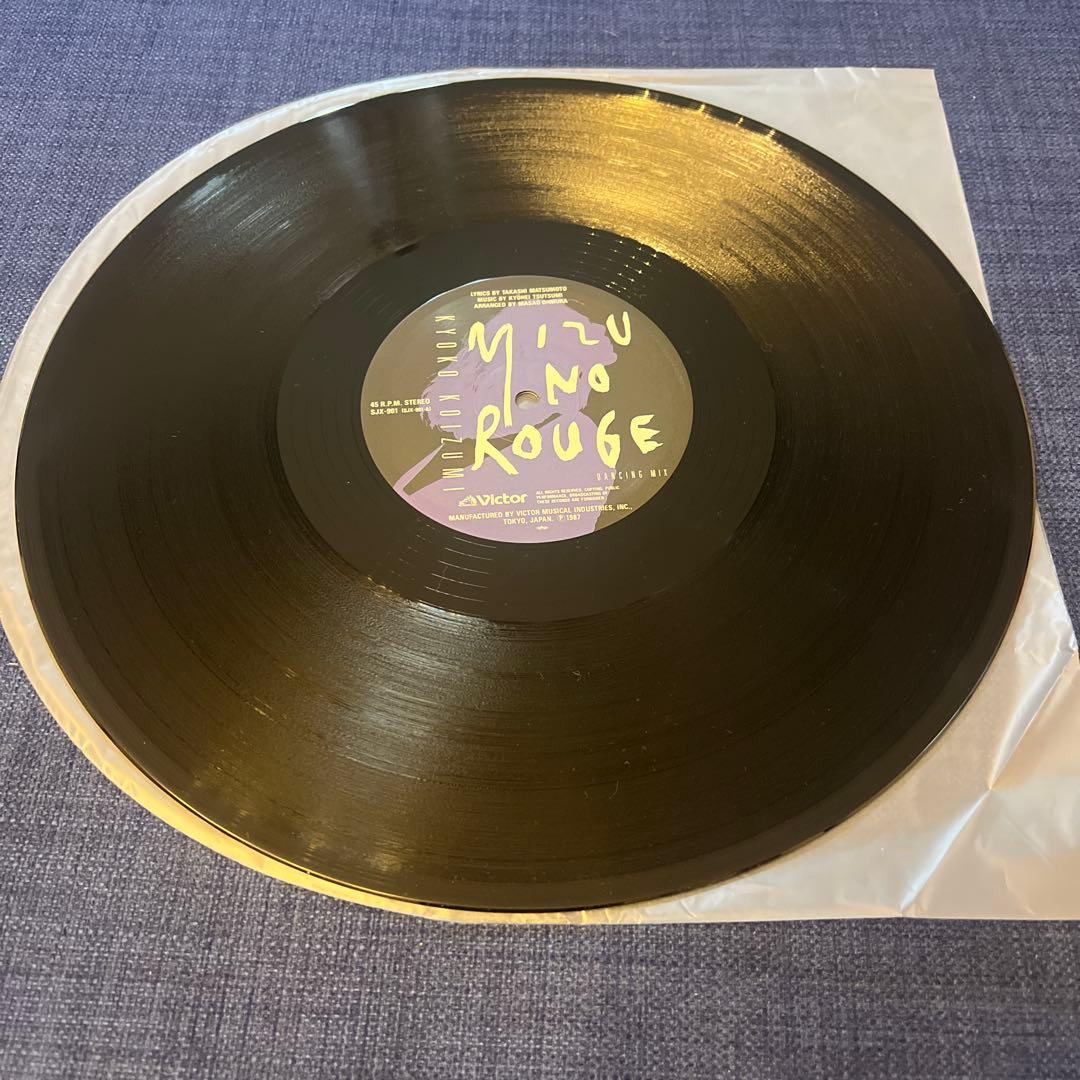 LYRICS BY TAKASHI MATSUMOTO
MUSIC BY KYOHEI TSUTSUMI
ARRANGED BY MASAO OHMURA
KYOKO KOIZUMI
MIZU
NO
ROUGE
DANCING MIX
45 R.P.M. STEREO
SJX-901 (SJX-901-A)
Victor
ALL RIGHTS RESERVED, COPYING, PUBLIC
PERFORMANCE, BROADCASTING OF
THESE RECORDS ARE FORBIDDEN
MANUFACTURED BY VICTOR MUSICAL INDUSTRIES, INC.,
TOKYO, JAPAN. Ⓟ 1987